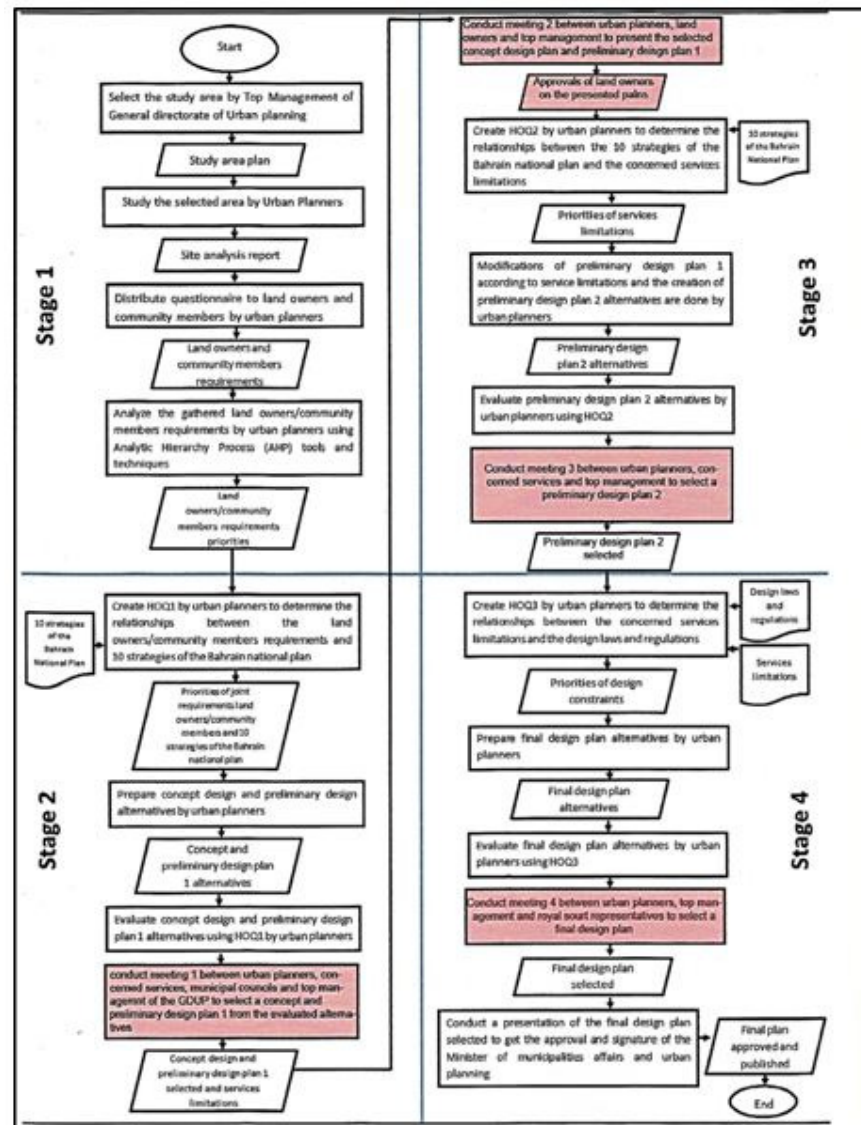 Stage 1
Start
Select the study area by Top Management of
General directorate of Urban planning
Study area plan
Study the selected area by Urban Planners
Site analysis report
Distribute questionnaire to land owners and
community members by urban planners
Land owners and
community members
requirements
Analyze the gathered land owners/community
members requirements by urban planners using
Analytic Hierarchy Process (AHP) tools and
techniques
Land
owners/community
members requirements
priorities
Stage 2
10 strategies
of the
Bahrain
National Plan
Create HOQ1 by urban planners to determine the
relationships between the land
owners/community members requirements and
10 strategies of the Bahrain national plan
Priorities of joint
requirements land
owners/community
members and 10
strategies of the Bahrain
national plan
Prepare concept design and preliminary design
alternatives by urban planners
Concept and
preliminary design plan
1 alternatives
Evaluate concept design and preliminary design
plan 1 alternatives using HOQ1 by urban planners
conduct meeting 1 between urban planners, con-
cerned services, municipal councils and top man-
agemnt of the GDUP to select a concept and
preliminary design plan 1 from the evaluated alterna-
tives
Concept design and
preliminary design plan 1
selected and services
limitations
Stage 3
Conduct meeting 2 between urban planners, land
owners and top management to present the selected
concept design plan and preliminary deisgn plan 1
Approvals of land owners
on the presented palns
Create HOQ2 by urban planners to determine the
relationships between the 10 strategies of the
Bahrain national plan and the concerned services
limitations
10 strategies
of the Bahrain
National Plan
Priorities of services
limitations
Modifications of preliminary design plan 1
according to service limitations and the creation of
preliminary design plan 2 alternatives are done by
urban planners
Preliminary design
plan 2 alternatives
Evaluate preliminary design plan 2 alternatives by
urban planners using HOQ2
Conduct meeting 3 between urban planners, con-
cerned services and top management to select a
preliminary design plan 2
Preliminary design plan 2
selected
Stage 4
Create HOQ3 by urban planners to determine the
relationships between the concerned services
limitations and the design laws and regulations
Design laws
and
regulations
Services
limitations
Priorities of design
constraints
Prepare final design plan alternatives by urban
planners
Final design plan
alternatives
Evaluate final design plan alternatives by urban
planners using HOQ3
Conduct meeting 4 between urban planners, top man-
agement and royal sourt representatives to select a
final design plan
Final design plan
selected
Conduct a presentation of the final design plan
selected to get the approval and signature of the
Minister of municipalities affairs and urban
planning
Final plan
approved and
published
End